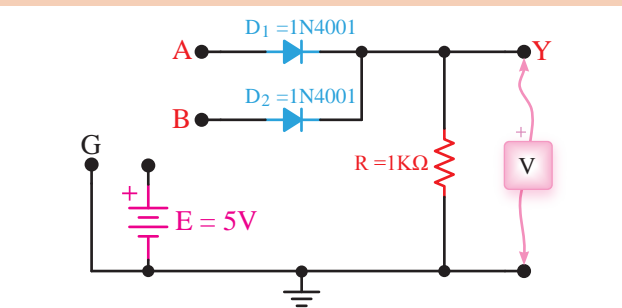 D1 =1N4001
A
Y
D2 =1N4001
B
+
G
R =1KΩ
V
+
E = 5V